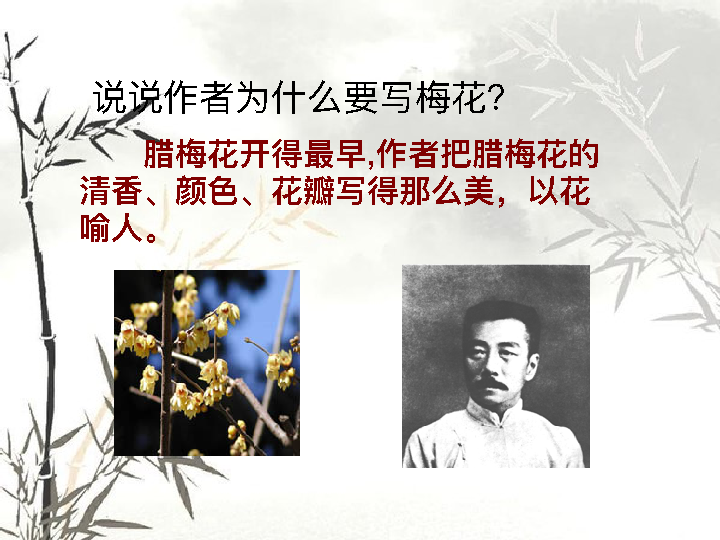 说说作者为什么要写梅花?
腊梅花开得最早,作者把腊梅花的
清香、颜色、花瓣写得那么美，以花
喻人。